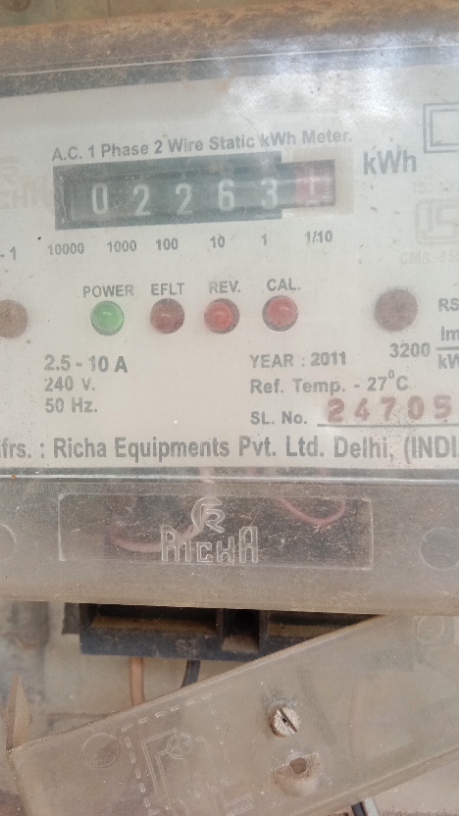 A.C. 1 Phase 2 Wire Static kWh Meter.
0 2 2 6 3 1 kWh
10000 1000 100 10 1 1/10
POWER EFLT REV. CAL.
2.5 - 10 A
240 v.
50 Hz.
3200
YEAR : 2011
Ref. Temp. - 27°C
SL. No. 24705
frs. : Richa Equipments Pvt. Ltd. Delhi, (INDI
RICHA